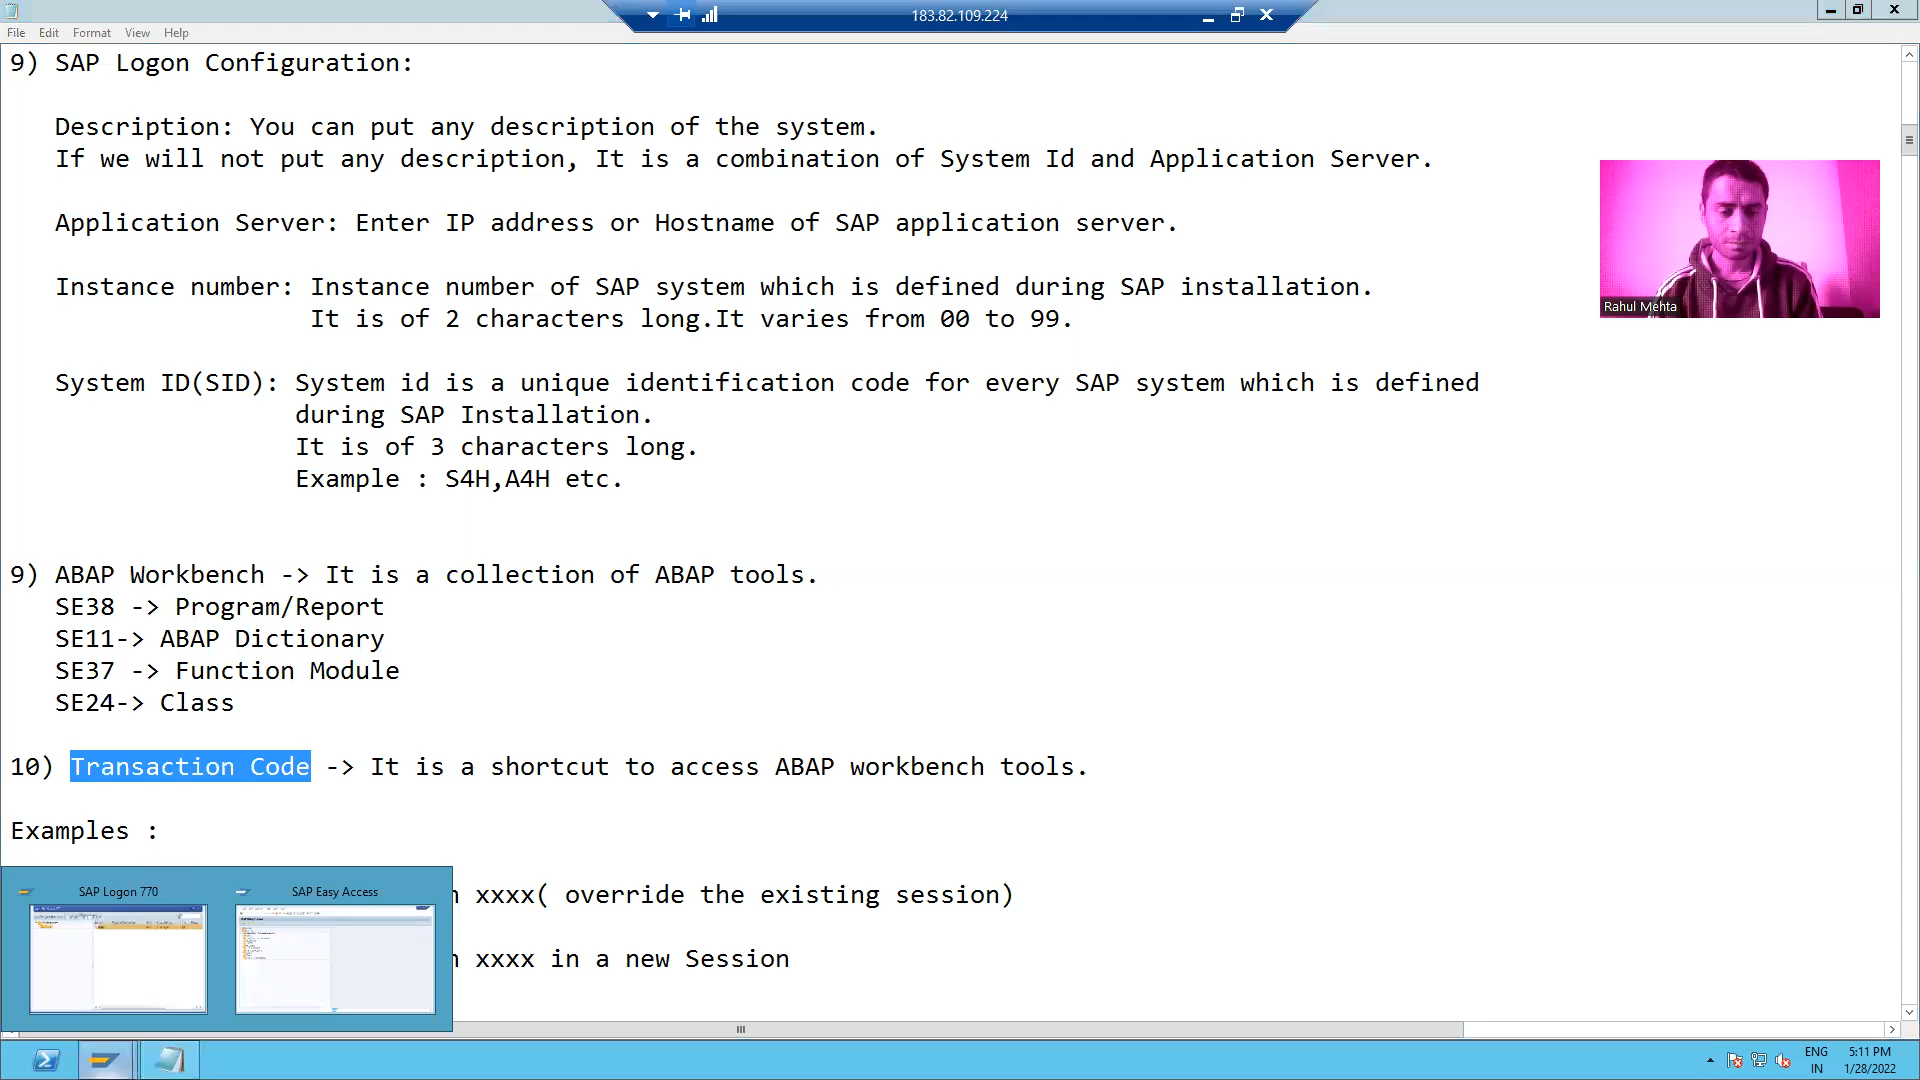 183.82.109.224
File Edit Format View Help
9) SAP Logon Configuration:
Description: You can put any description of the system.
If we will not put any description, It is a combination of System Id and Application Server.
Application Server: Enter IP address or Hostname of SAP application server.
Instance number: Instance number of SAP system which is defined during SAP installation.
It is of 2 characters long.It varies from 00 to 99.
Rahul Mehta
System ID(SID): System id is a unique identification code for every SAP system which is defined
during SAP Installation.
It is of 3 characters long.
Example : S4H,A4H etc.
9) ABAP Workbench -> It is a collection of ABAP tools.
SE38 -> Program/Report
SE11-> ABAP Dictionary
SE37 -> Function Module
SE24-> Class
10) Transaction Code -> It is a shortcut to access ABAP workbench tools.
Examples :
xxxx( override the existing session)
xxxx in a new Session
SAP Logon 770
SAP Easy Access
ENG
IN
5:11 PM
1/28/2022